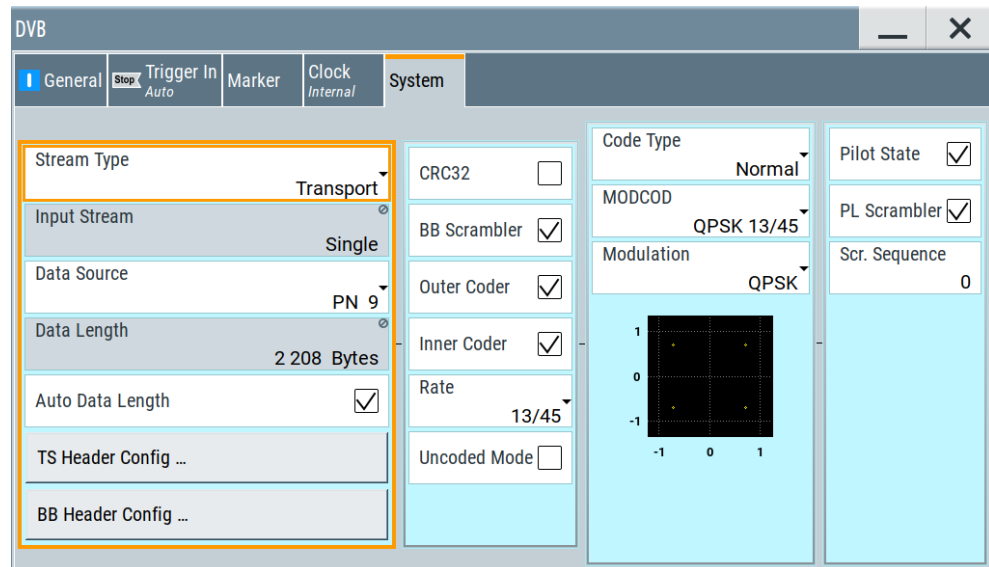 DVB
General
Stop
Trigger In
Auto
Marker
Clock
Internal
System
Stream Type
Transport
Input Stream
Single
Data Source
PN 9
Data Length
2 208 Bytes
Auto Data Length
TS Header Config ...
BB Header Config ...
CRC32
BB Scrambler
Outer Coder
Inner Coder
Rate
13/45
Uncoded Mode
Code Type
Normal
MODCOD
QPSK 13/45
Modulation
QPSK
1
0
-1
-1 0 1
Pilot State
PL Scrambler
Scr. Sequence
0